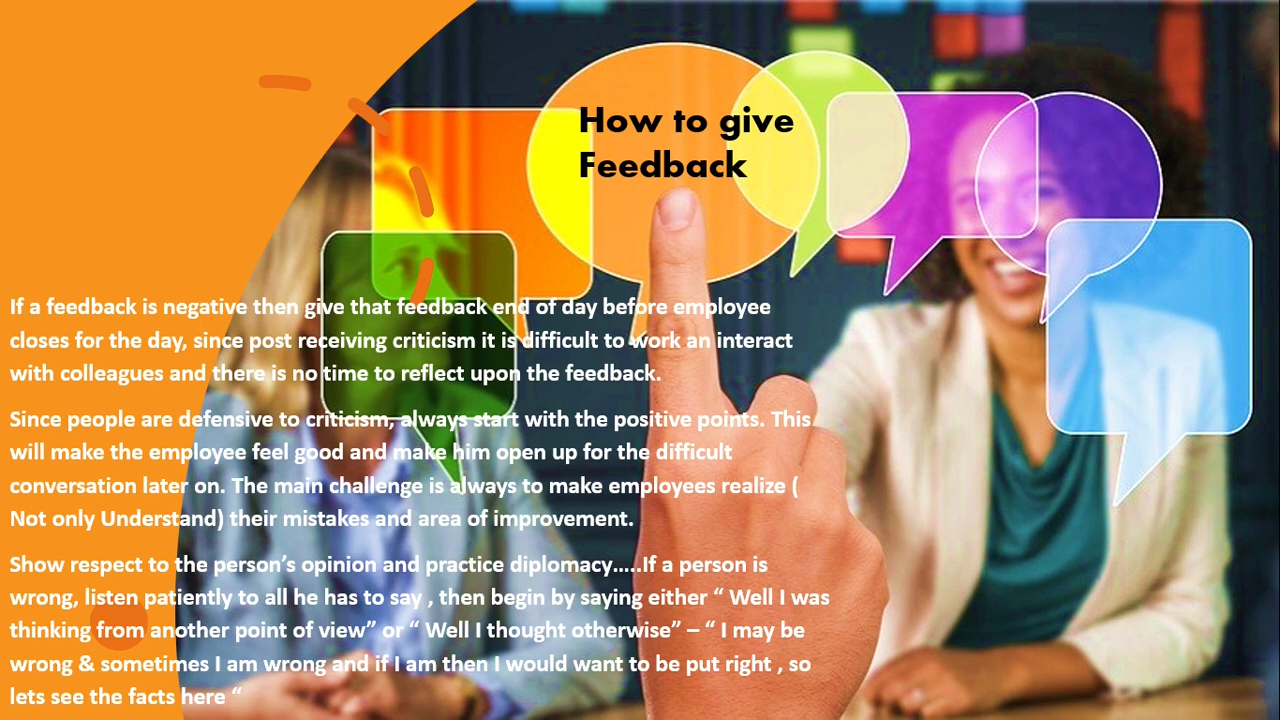 How to give
Feedback
If a feedback is negative then give that feedback end of day before employee
closes for the day, since post receiving criticism it is difficult to work an interact
with colleagues and there is no time to reflect upon the feedback.
Since people are defensive to criticism, always start with the positive points. This
will make the employee feel good and make him open up for the difficult
conversation later on. The main challenge is always to make employees realize (
Not only Understand) their mistakes and area of improvement.
Show respect to the person’s opinion and practice diplomacy…..If a person is
wrong, listen patiently to all he has to say , then begin by saying either “ Well I was
thinking from another point of view” or “ Well I thought otherwise” – “ I may be
wrong & sometimes I am wrong and if I am then I would want to be put right , so
lets see the facts here “